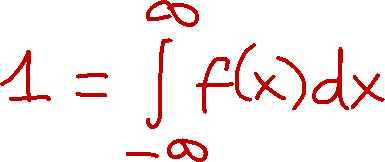 1 = ∫_{-∞}^{∞} f(x)dx